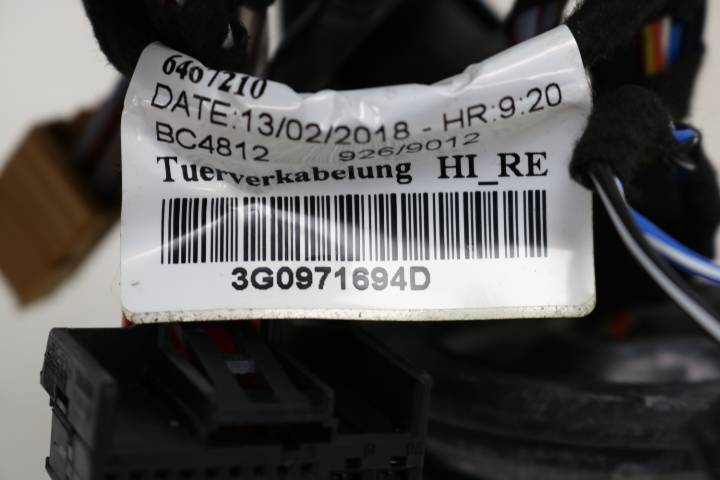 6407210
DATE:13/02/2018 - HR:9:20
BC4812 926/9012
Tuerverkabelung HI_RE
3G0971694D